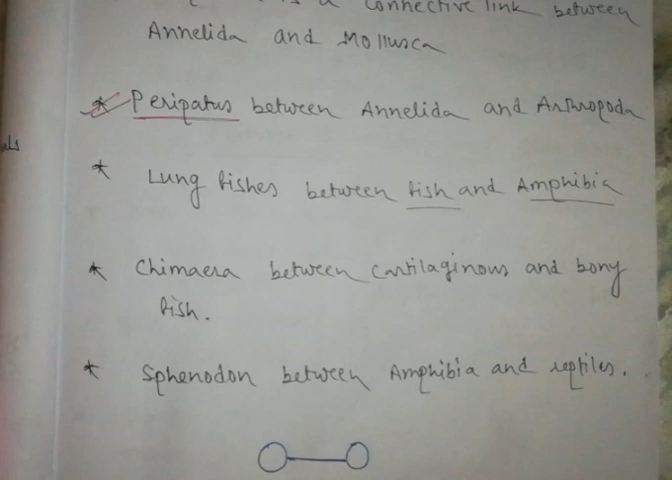 is a connective link between
Annelida and Mollusca
* Peripatus between Annelida and Arthropoda
* Lung fishes between fish and Amphibia
* Chimaera between cartilaginous and bony
fish.
* Sphenodon between Amphibia and reptiles.